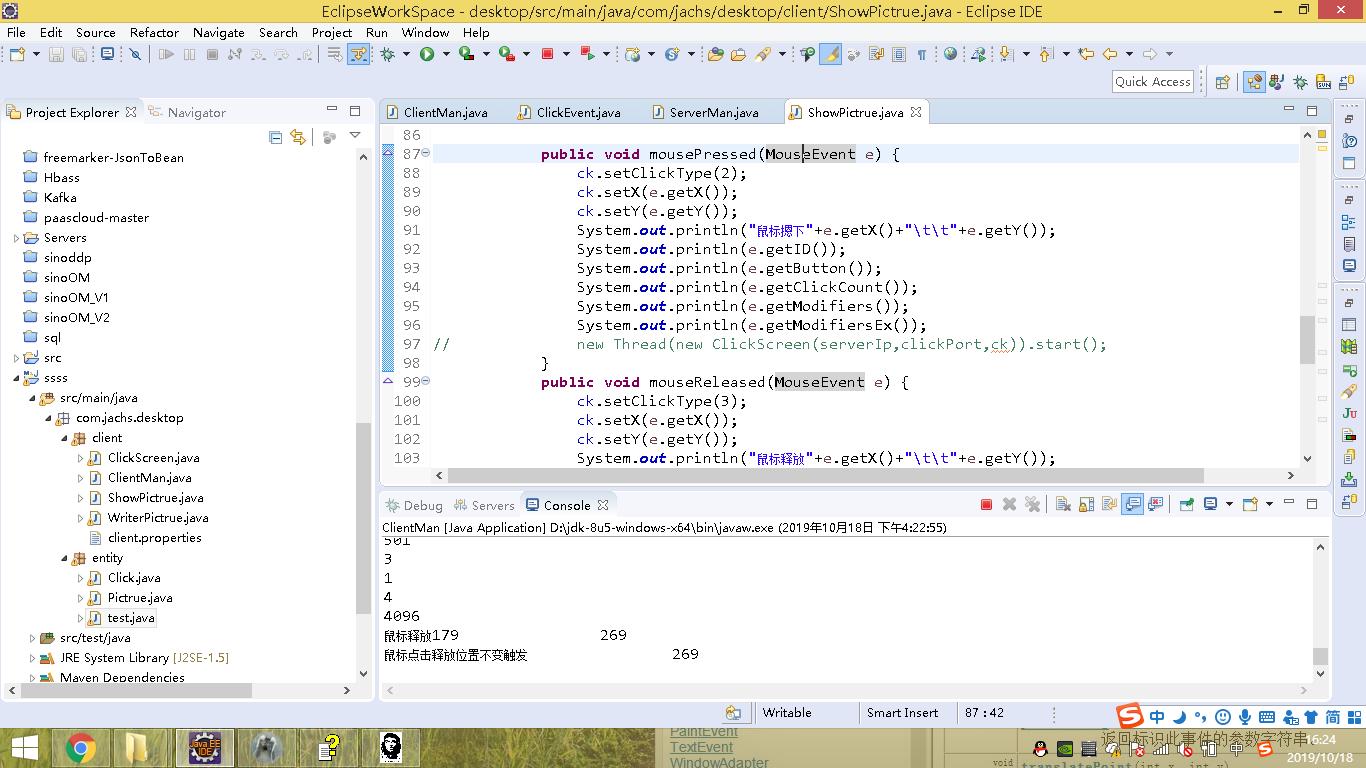 EclipseWorkSpace - desktop/src/main/java/com/jachs/desktop/client/ShowPictrue.java - Eclipse IDE
File Edit Source Refactor Navigate Search Project Run Window Help
Quick Access
Project Explorer Navigator
freemarker-JsonToBean
Hbass
Kafka
paascloud-master
Servers
sinoddp
sinoOM
sinoOM_V1
sinoOM_V2
sql
src
ssss
src/main/java
com.jachs.desktop
client
ClickScreen.java
ClientMan.java
ShowPictrue.java
WriterPictrue.java
client.properties
entity
Click.java
Pictrue.java
test.java
src/test/java
JRE System Library [J2SE-1.5]
Maven Dependencies
ClientMan.java ClickEvent.java ServerMan.java ShowPictrue.java
86
87 public void mousePressed(MouseEvent e) {
88 ck.setClickType(2);
89 ck.setX(e.getX());
90 ck.setY(e.getY());
91 System.out.println("鼠标摁下"+e.getX()+"\t\t"+e.getY());
92 System.out.println(e.getID());
93 System.out.println(e.getButton());
94 System.out.println(e.getClickCount());
95 System.out.println(e.getModifiers());
96 System.out.println(e.getModifiersEx());
97 // new Thread(new ClickScreen(serverIp,clickPort,ck)).start();
98 }
99 public void mouseReleased(MouseEvent e) {
100 ck.setClickType(3);
101 ck.setX(e.getX());
102 ck.setY(e.getY());
103 System.out.println("鼠标释放"+e.getX()+"\t\t"+e.getY());
Debug Servers Console
ClientMan [Java Application] D:\jdk-8u5-windows-x64\bin\javaw.exe (2019年10月18日 下午4:22:55)
501
3
1
4
4096
鼠标释放179 269
鼠标点击释放位置不变触发 269
Writable Smart Insert 87 : 42
中 简
PaintEvent
TextEvent
WindowAdapter
返回标识此事件的参数字符串。
void translatePoint(int x, int y)
Java EE IDE
中
16:24
2019/10/18